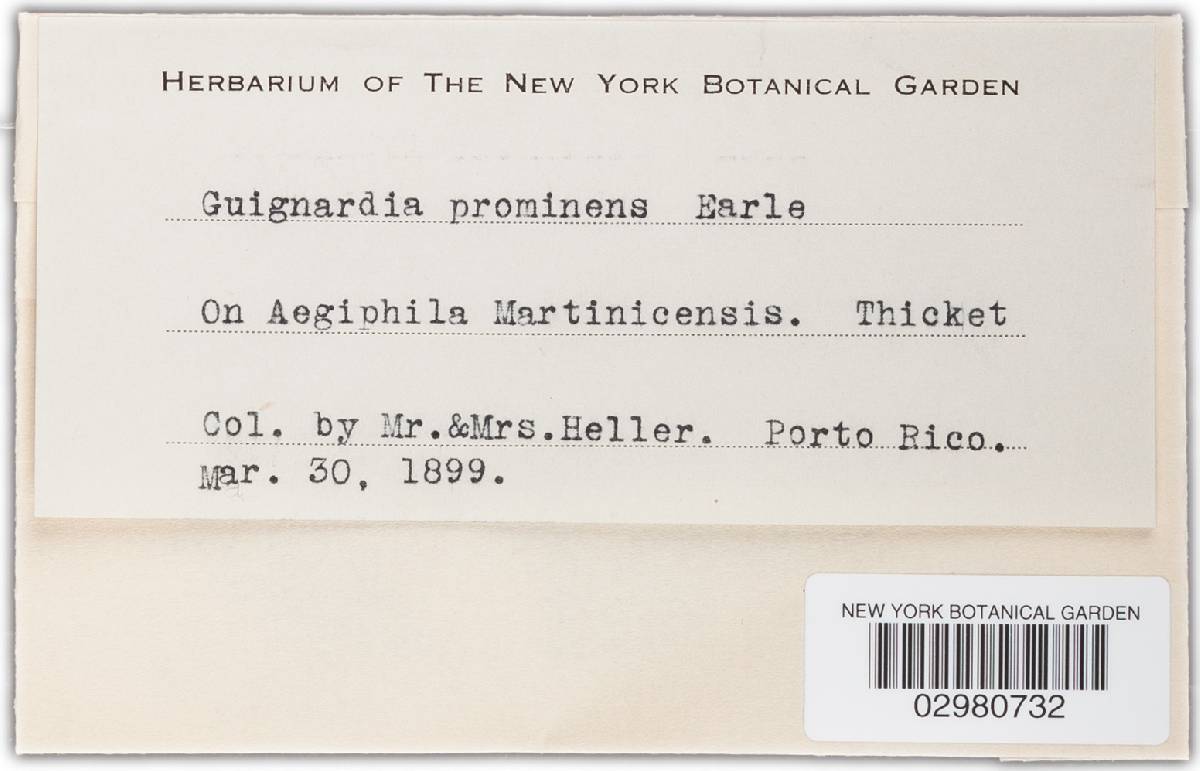 HERBARIUM OF THE NEW YORK BOTANICAL GARDEN
Guignardia prominens Earle
On Aegiphila Martinicensis. Thicket
Col. by Mr.&Mrs.Heller. Porto Rico.
Mar. 30, 1899.
NEW YORK BOTANICAL GARDEN
02980732